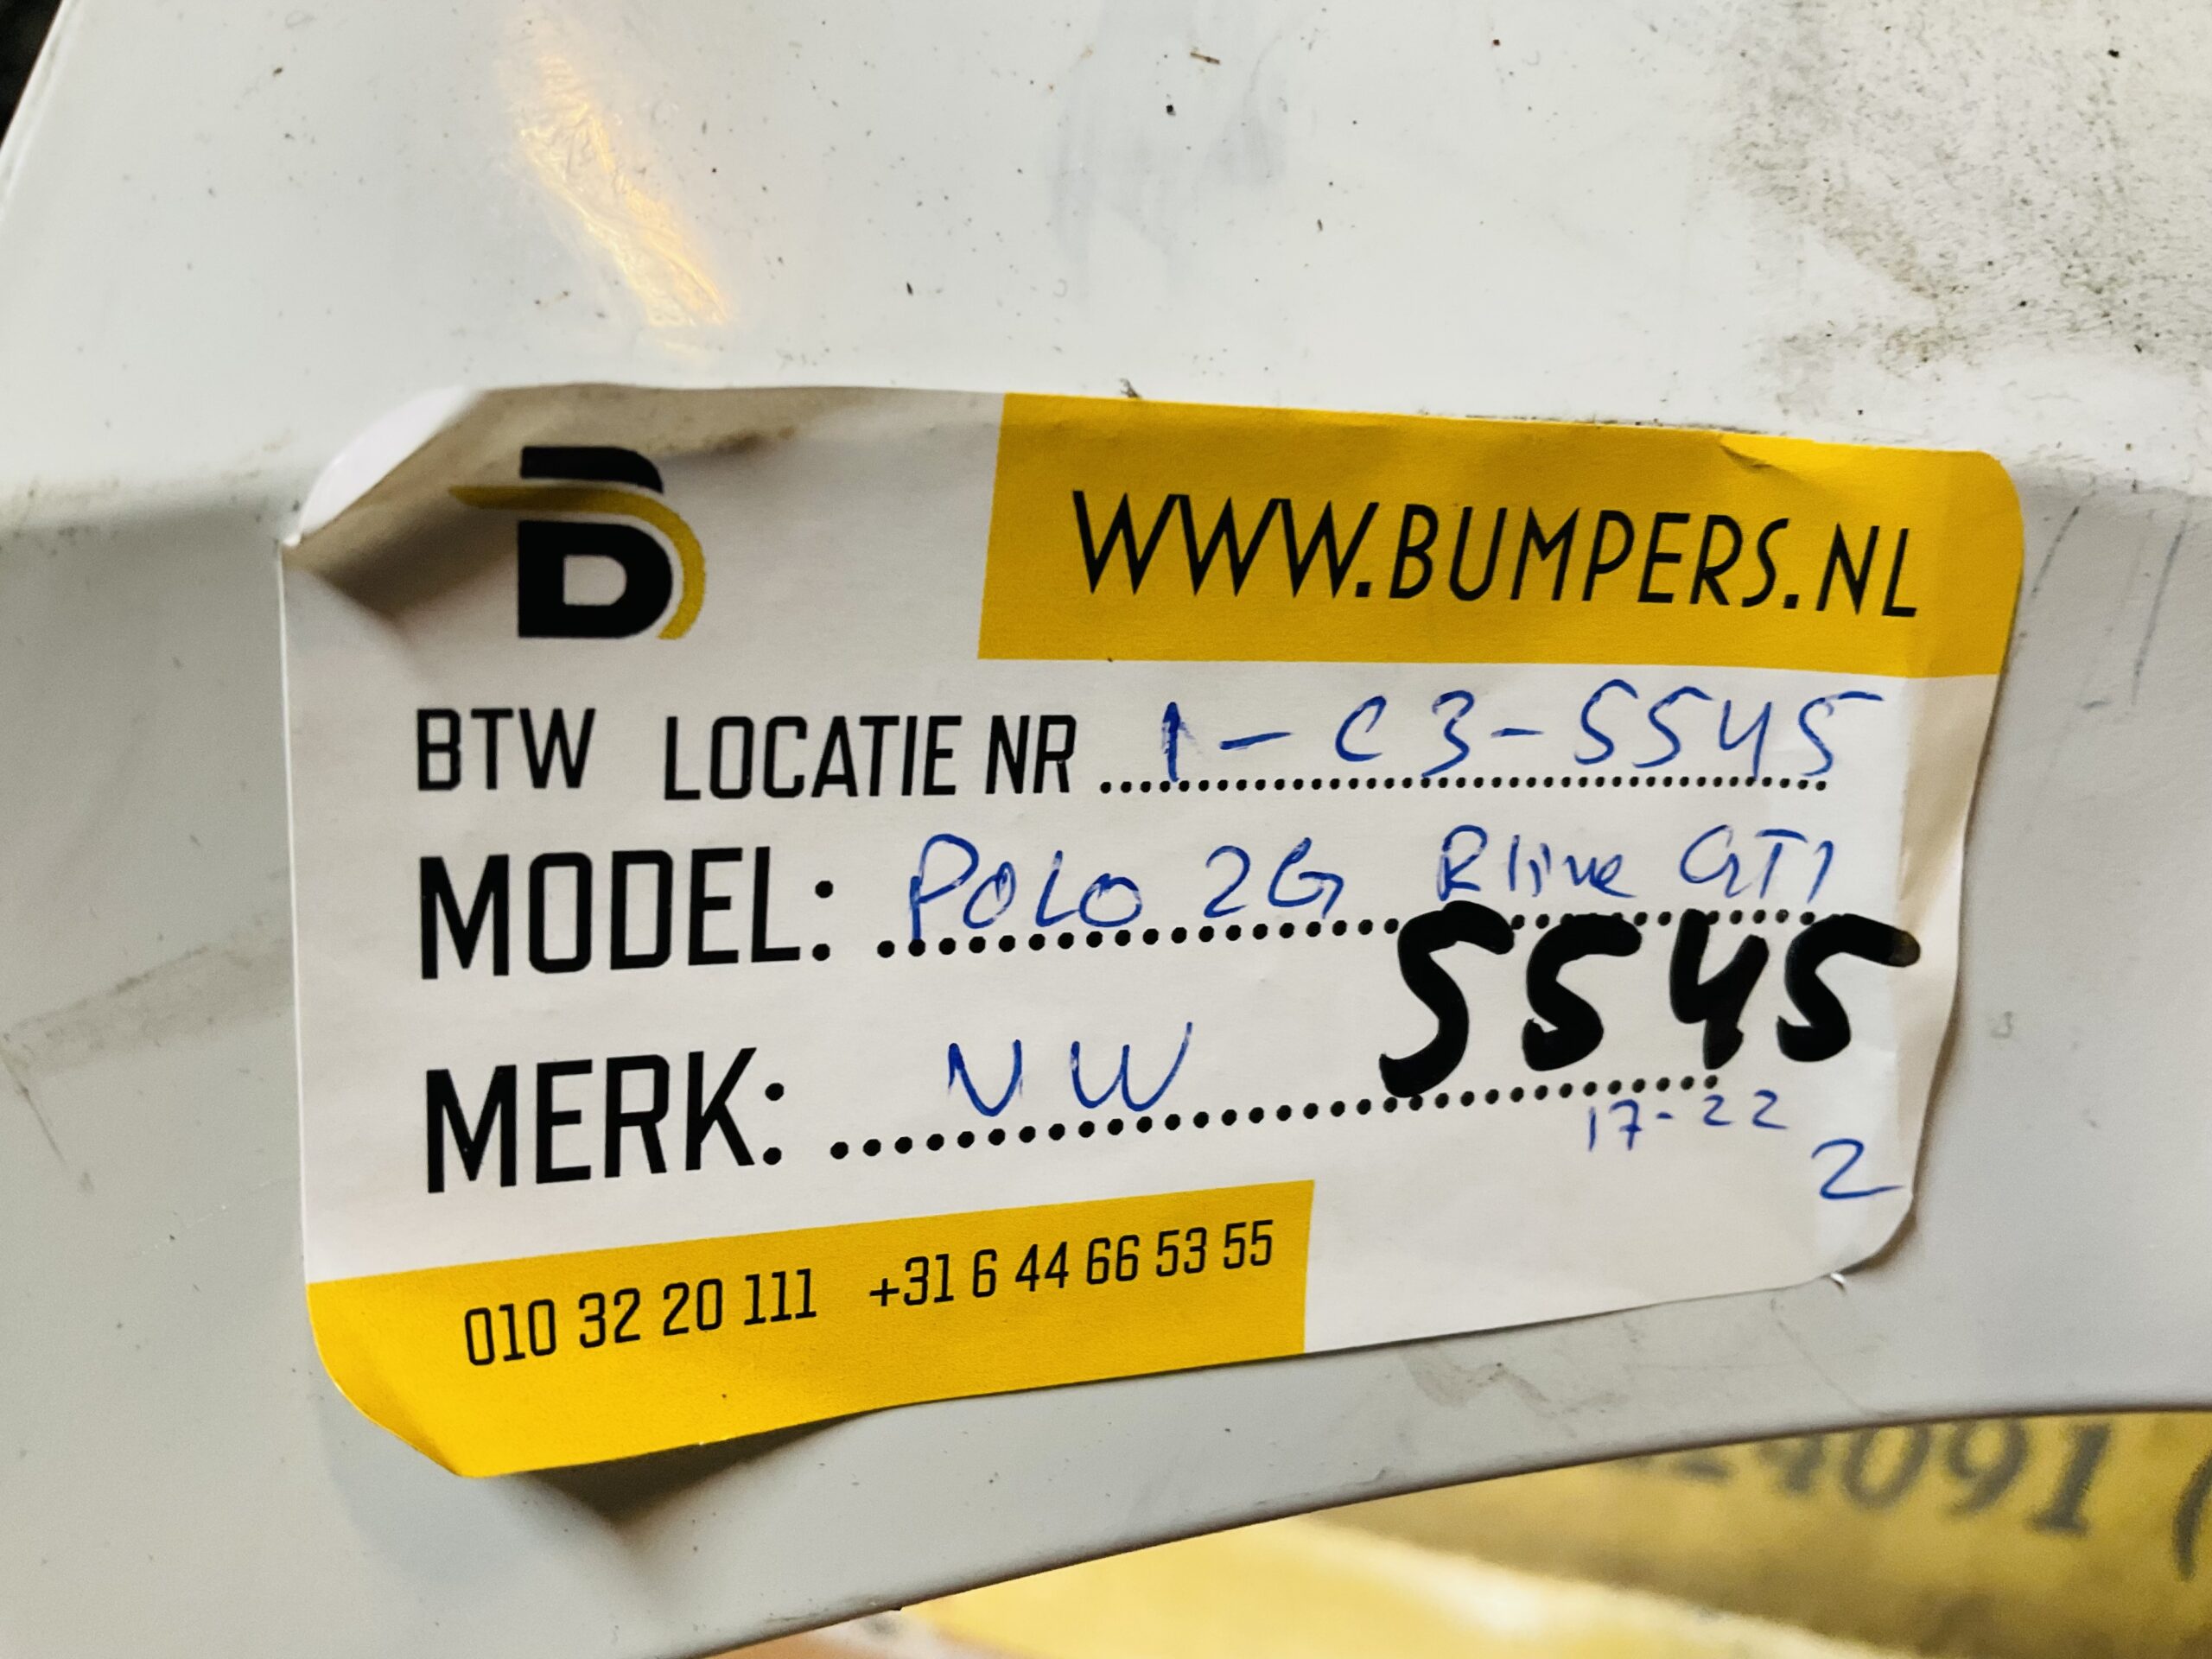 B
WWW.BUMPERS.NL
BTW LOCATIE NR 1-C3-5545
MODEL: POLO 2G Rline GTI
5545
MERK: VW
17-22
2
010 32 20 111 +31 6 44 66 53 55
4091 (